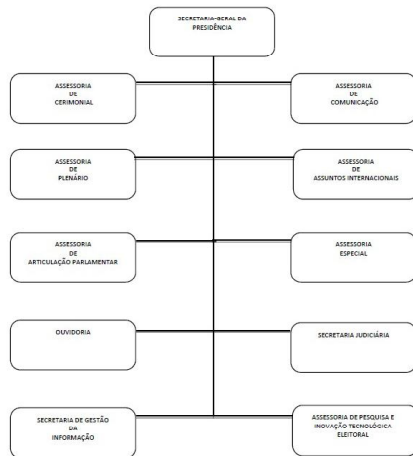 SECRETARIA-GERAL DA
PRESIDÊNCIA
ASSESSORIA
DE
CERIMONIAL
ASSESSORIA
DE
COMUNICAÇÃO
ASSESSORIA
DE
PLENÁRIO
ASSESSORIA
DE
ASSUNTOS INTERNACIONAIS
ASSESSORIA
DE
ARTICULAÇÃO PARLAMENTAR
ASSESSORIA
ESPECIAL
OUVIDORIA
SECRETARIA JUDICIÁRIA
SECRETARIA DE GESTÃO
DA
INFORMAÇÃO
ASSESSORIA DE PESQUISA E
INOVAÇÃO TECNOLÓGICA
ELEITORAL